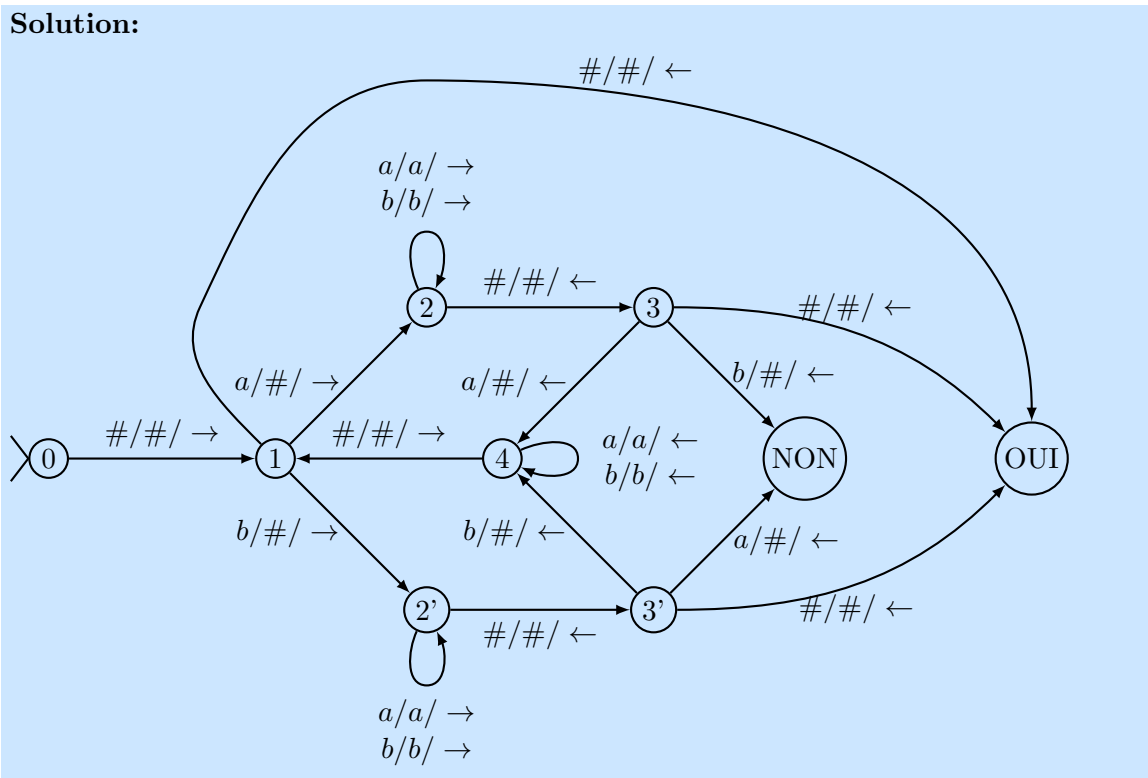 Solution:
#/#/ ←
a/a/ →
b/b/ →
2
#/#/ ←
3
#/#/ ←
a/#/ →
a/#/ ←
b/#/ ←
0
#/#/ →
1
#/#/ →
4
a/a/ ←
b/b/ ←
NON
OUI
b/#/ →
b/#/ ←
a/#/ ←
2'
#/#/ ←
3'
#/#/ ←
a/a/ →
b/b/ →